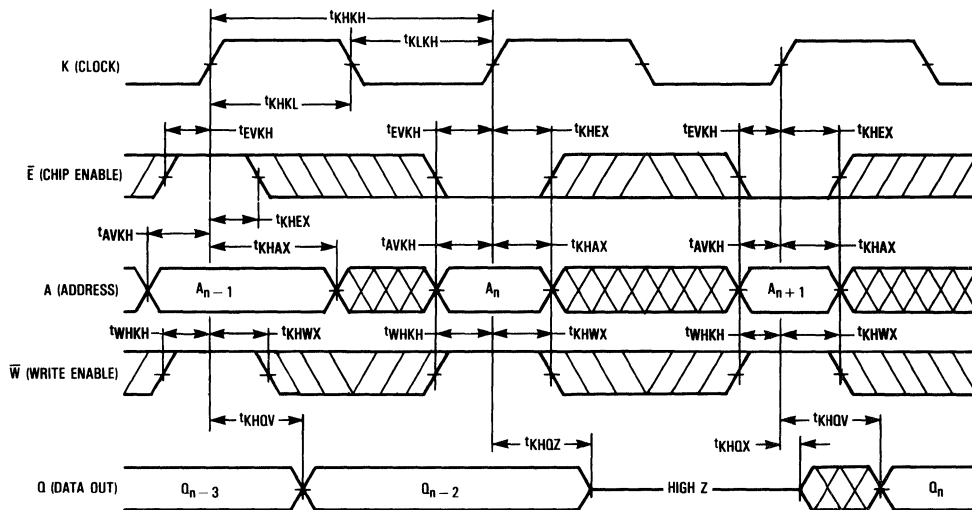 tKHKH
tKLKH
K (CLOCK)
tKHKL
tEVKH tEVKH tKHEX tEVKH tKHEX
E̅ (CHIP ENABLE)
tKHEX
tAVKH tKHAX tAVKH tKHAX tAVKH tKHAX
A (ADDRESS) An – 1 An An + 1
tWHKH tKHWX tWHKH tKHWX tWHKH tKHWX
W̅ (WRITE ENABLE)
tKHQV tKHQZ tKHQX tKHQV
Q (DATA OUT) Qn – 3 Qn – 2 HIGH Z Qn